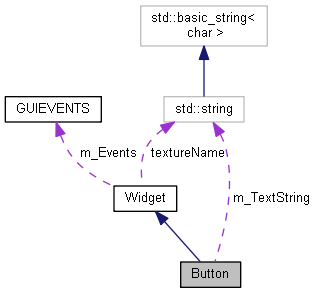 std::basic_string<
char >
GUIEVENTS
std::string
m_Events
textureName
Widget
m_TextString
Button